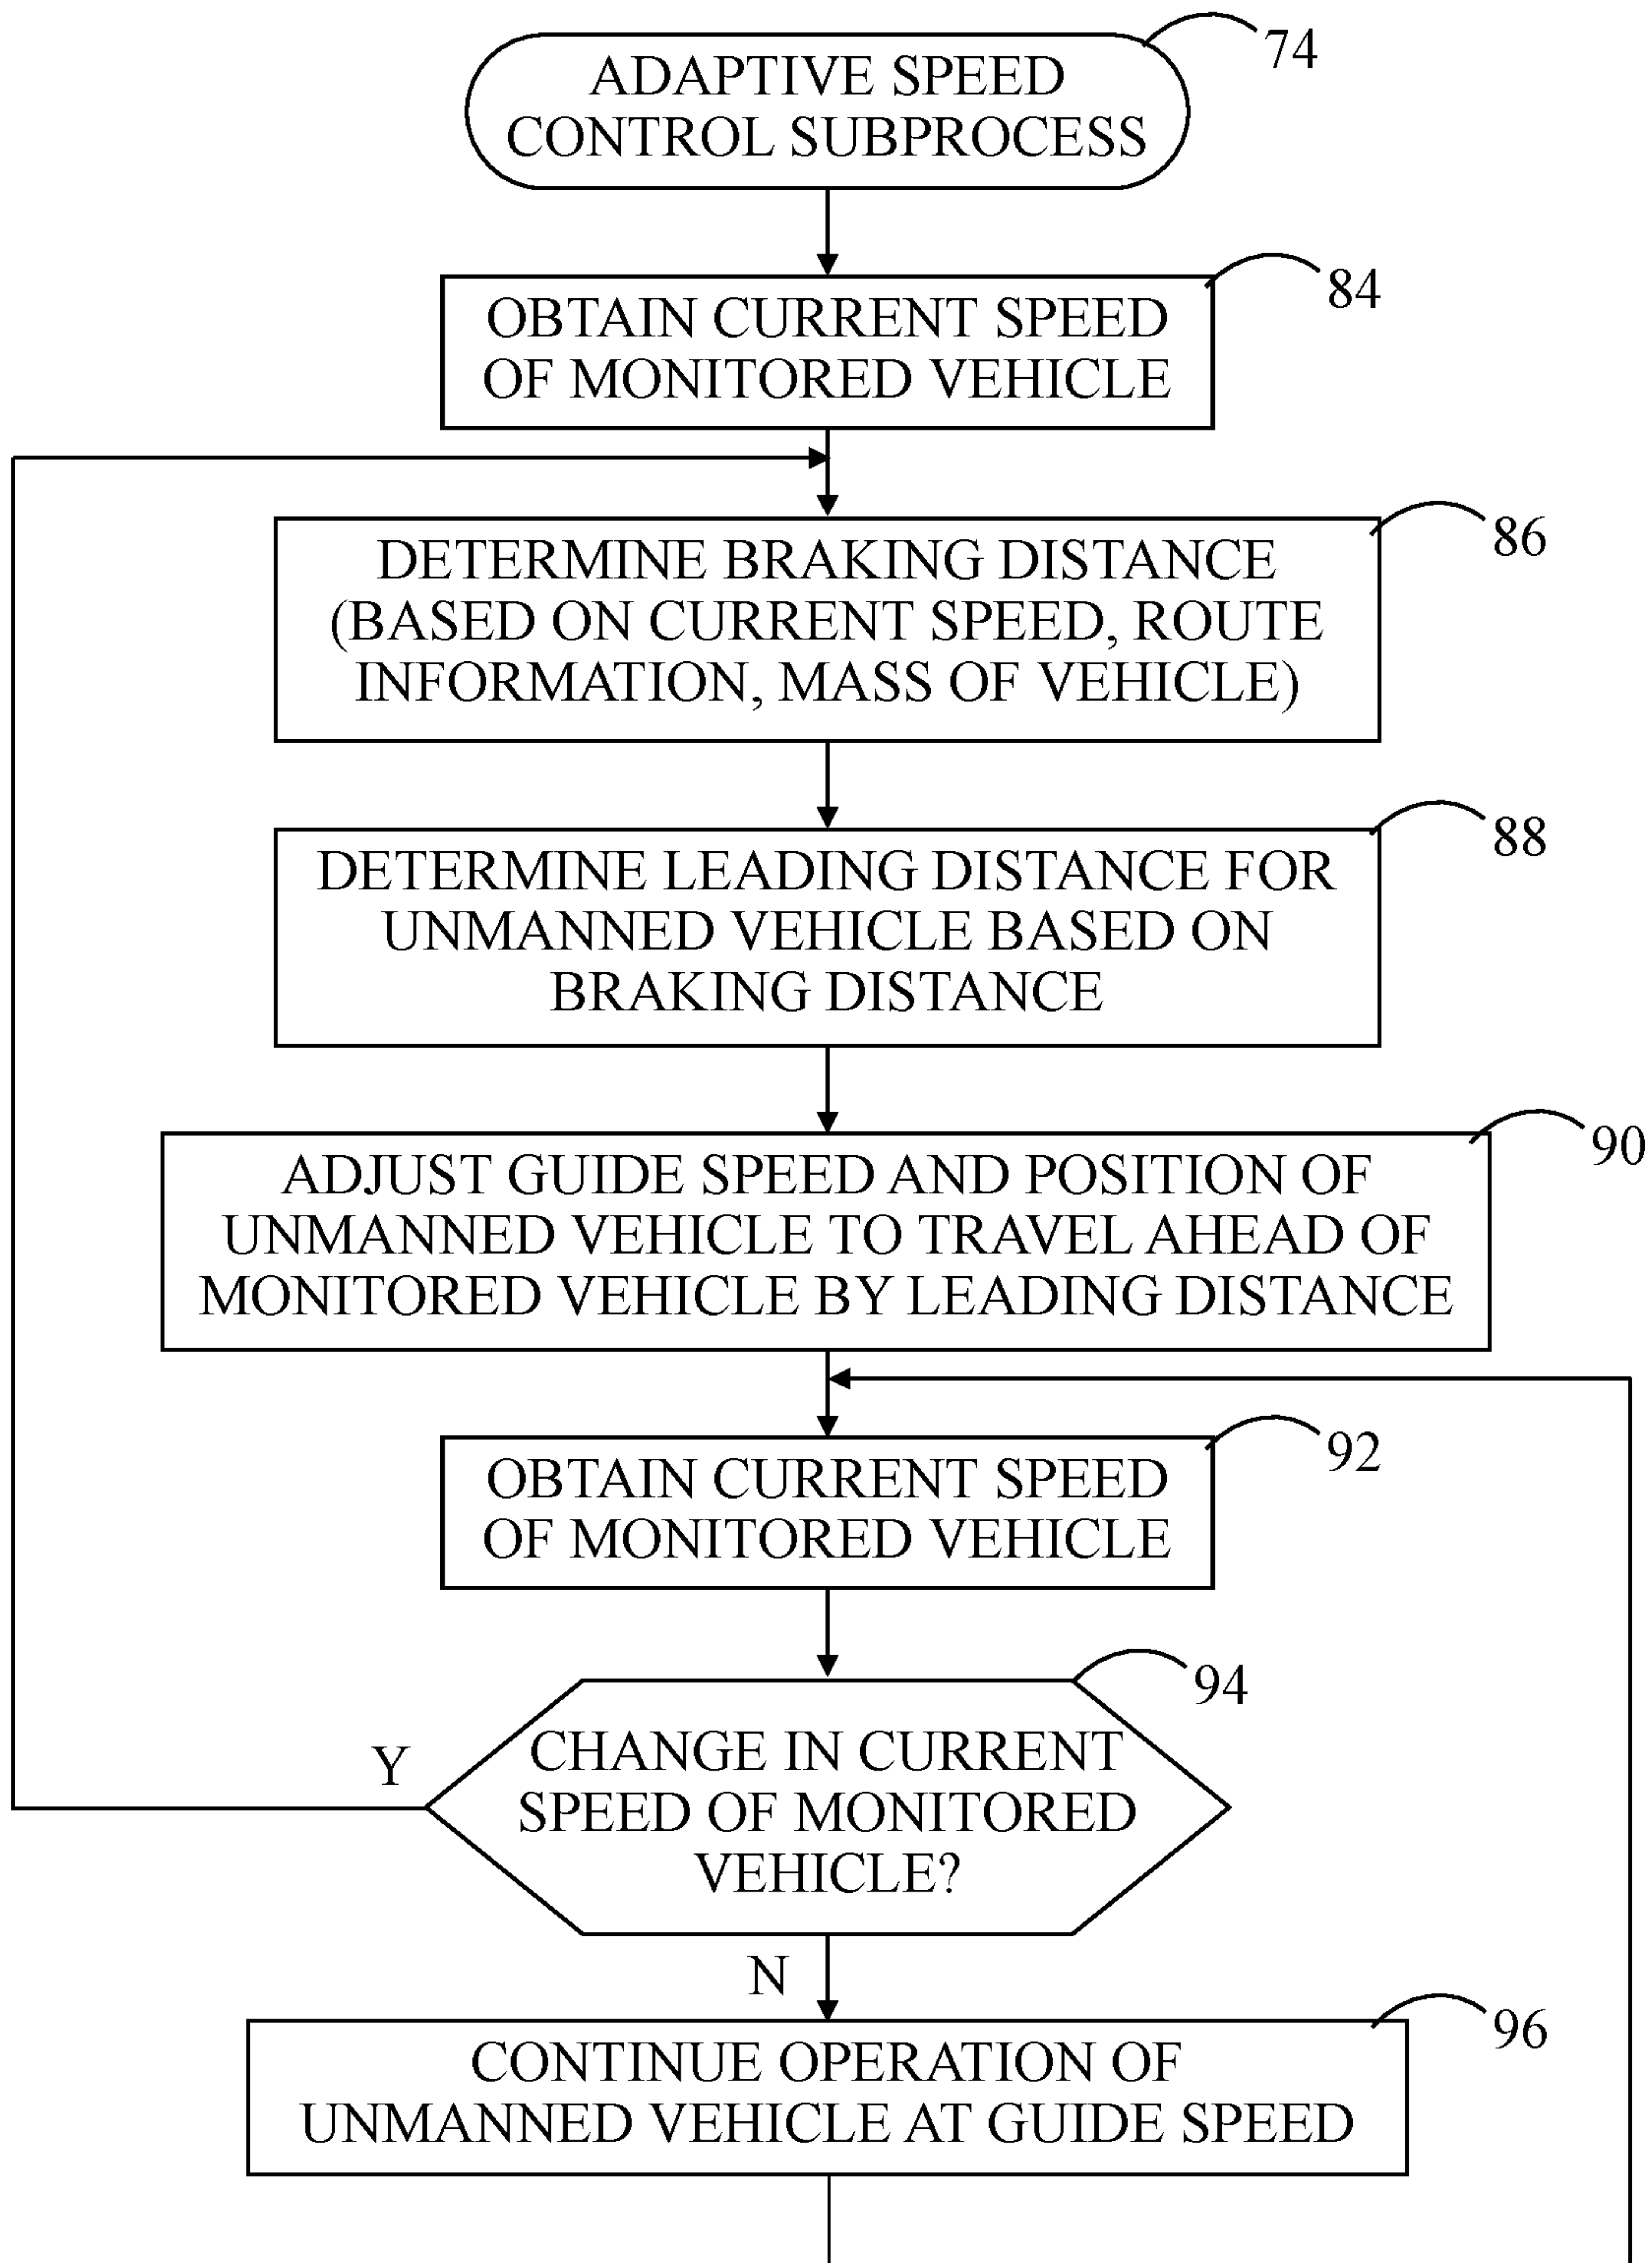 74
ADAPTIVE SPEED
CONTROL SUBPROCESS
84
OBTAIN CURRENT SPEED
OF MONITORED VEHICLE
86
DETERMINE BRAKING DISTANCE
(BASED ON CURRENT SPEED, ROUTE
INFORMATION, MASS OF VEHICLE)
88
DETERMINE LEADING DISTANCE FOR
UNMANNED VEHICLE BASED ON
BRAKING DISTANCE
90
ADJUST GUIDE SPEED AND POSITION OF
UNMANNED VEHICLE TO TRAVEL AHEAD OF
MONITORED VEHICLE BY LEADING DISTANCE
92
OBTAIN CURRENT SPEED
OF MONITORED VEHICLE
94
CHANGE IN CURRENT
SPEED OF MONITORED
VEHICLE?
Y
N
96
CONTINUE OPERATION OF
UNMANNED VEHICLE AT GUIDE SPEED